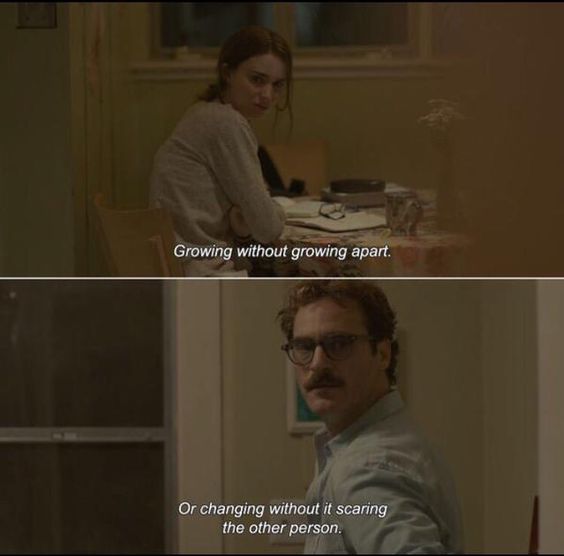 Growing without growing apart.
Or changing without it scaring
the other person.